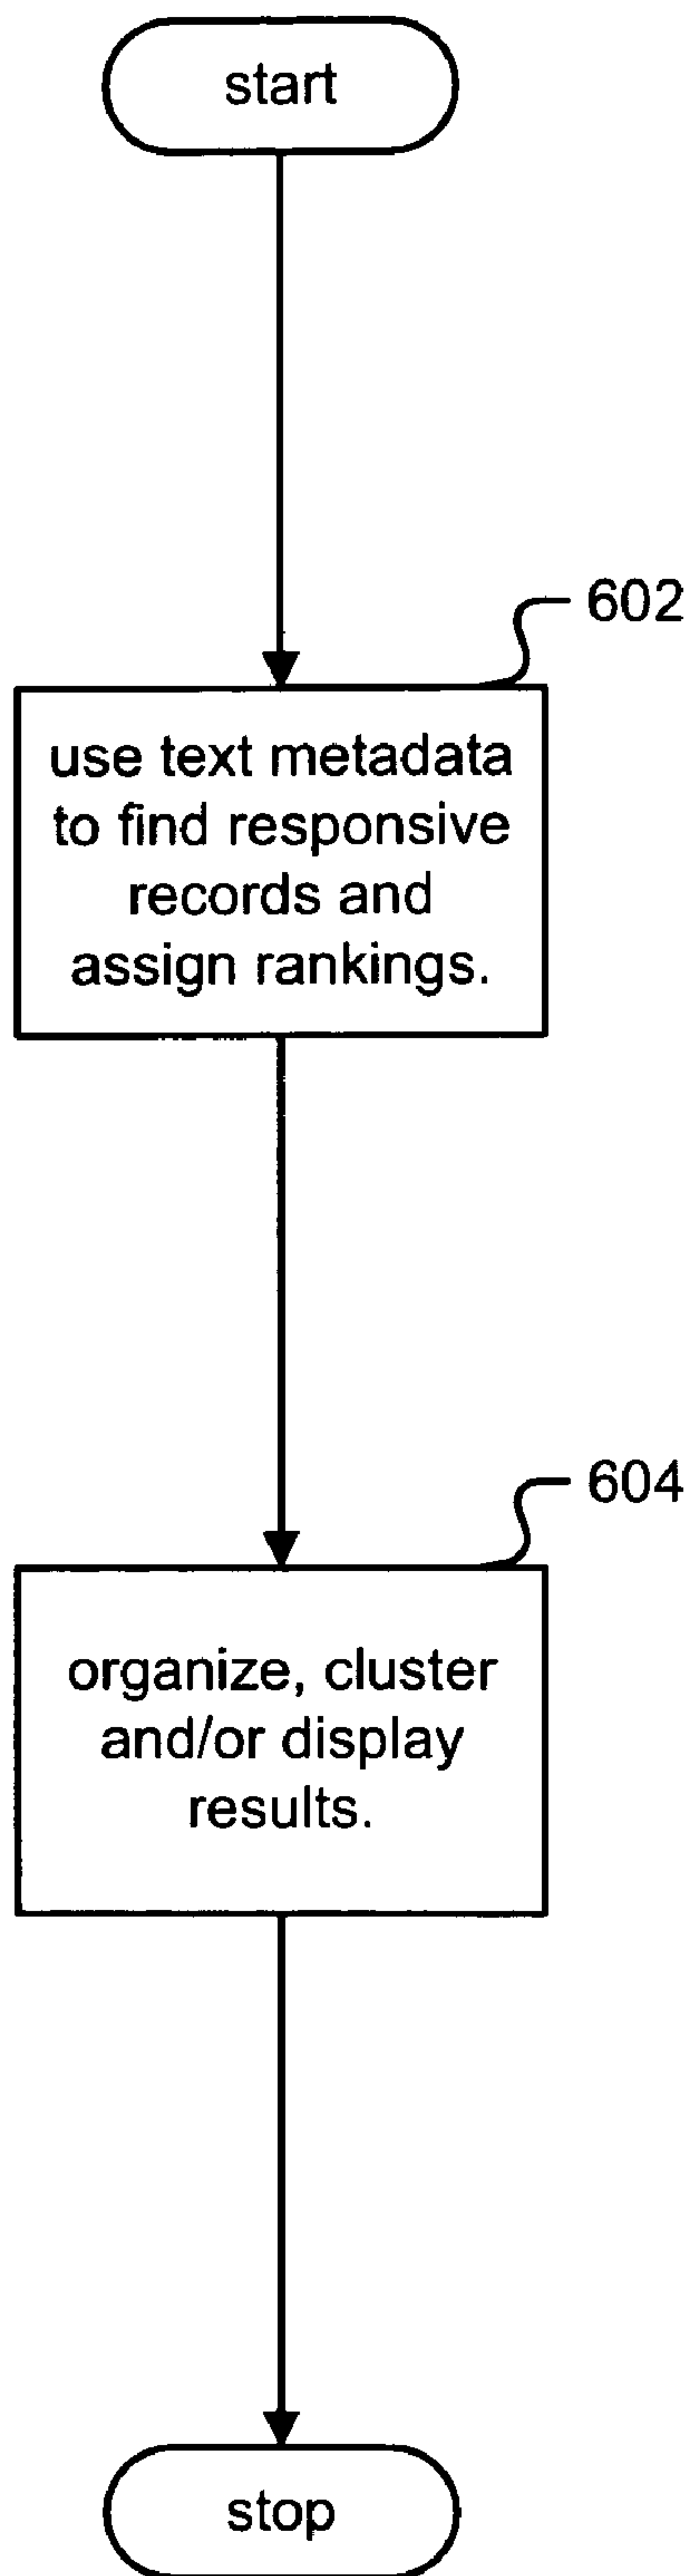 start
602
use text metadata
to find responsive
records and
assign rankings.
604
organize, cluster
and/or display
results.
stop